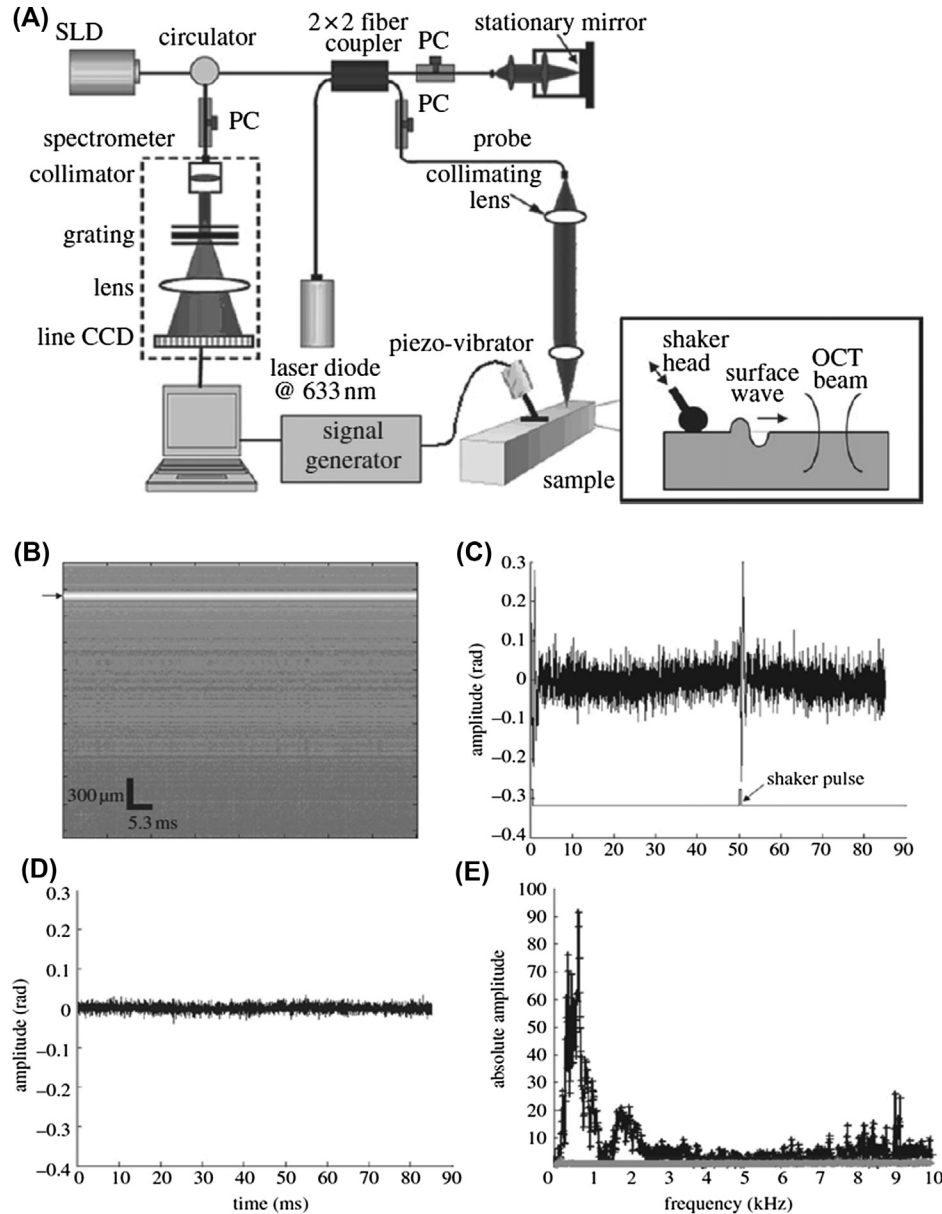 (A)
SLD
circulator
2×2 fiber
coupler
PC
stationary mirror
PC
PC
spectrometer
collimator
grating
lens
line CCD
probe
collimating
lens
laser diode
@ 633 nm
piezo-vibrator
signal
generator
sample
shaker
head
surface
wave
OCT
beam
(B)
300 μm
5.3 ms
(C)
amplitude (rad)
0.3
0.2
0.1
0
−0.1
−0.2
−0.3
−0.4
shaker pulse
0 10 20 30 40 50 60 70 80 90
(D)
amplitude (rad)
0.3
0.2
0.1
0
−0.1
−0.2
−0.3
−0.4
0 10 20 30 40 50 60 70 80 90
time (ms)
(E)
absolute amplitude
100
90
80
70
60
50
40
30
20
10
0 1 2 3 4 5 6 7 8 9 10
frequency (kHz)